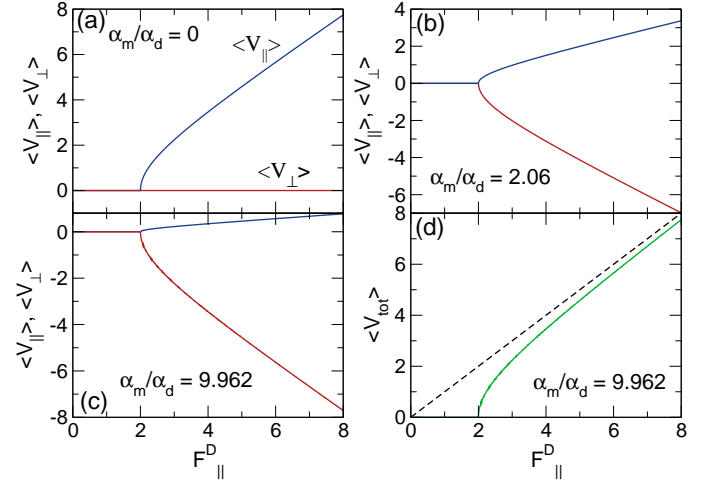 (a)
α_m/α_d = 0
<V_||>
<V_⊥>
<V_||>, <V_⊥>
0
2
4
6
8
(b)
α_m/α_d = 2.06
<V_||>, <V_⊥>
4
2
0
-2
-4
-6
(c)
α_m/α_d = 9.962
<V_||>, <V_⊥>
0
-2
-4
-6
-8
0 2 4 6 8
F^D_||
(d)
α_m/α_d = 9.962
<V_tot>
8
6
4
2
0
0 2 4 6 8
F^D_||